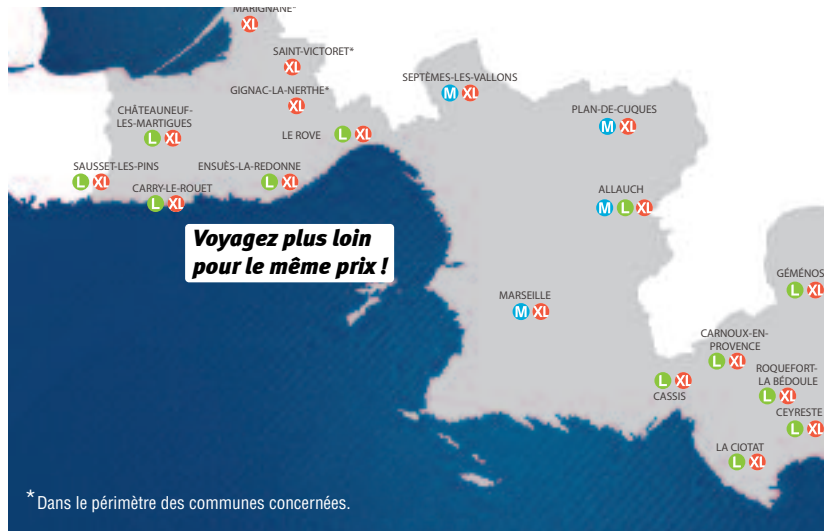 MARIGNANE*
XL
SAINT-VICTORET*
XL
SEPTÈMES-LES-VALLONS
M XL
GIGNAC-LA-NERTHE*
XL
CHÂTEAUNEUF-
LES-MARTIGUES
L XL
PLAN-DE-CUQUES
M XL
LE ROVE L XL
SAUSSET-LES-PINS
L XL
ENSUÈS-LA-REDONNE
L XL
CARRY-LE-ROUET
L XL
ALLAUCH
M L XL
Voyagez plus loin
pour le même prix !
GÉMÉNOS
L XL
MARSEILLE
M XL
CARNOUX-EN-
PROVENCE
L XL
ROQUEFORT-
LA BÉDOULE
L XL
L XL
CASSIS
CEYRESTE
L XL
LA CIOTAT
L XL
* Dans le périmètre des communes concernées.